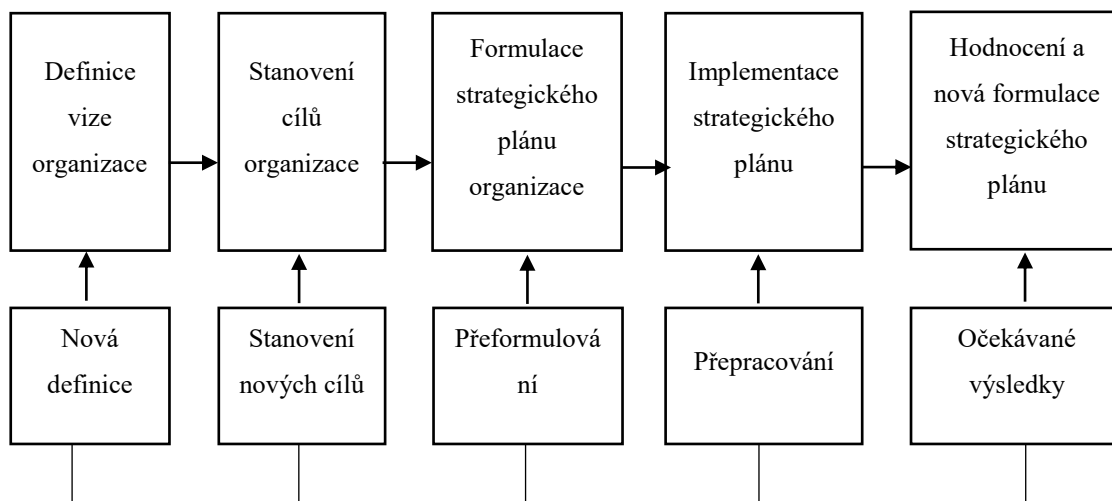 Definice
vize
organizace
Stanovení
cílů
organizace
Formulace
strategického
plánu
organizace
Implementace
strategického
plánu
Hodnocení a
nová formulace
strategického
plánu
Nová
definice
Stanovení
nových cílů
Přeformulová
ní
Přepracování
Očekávané
výsledky